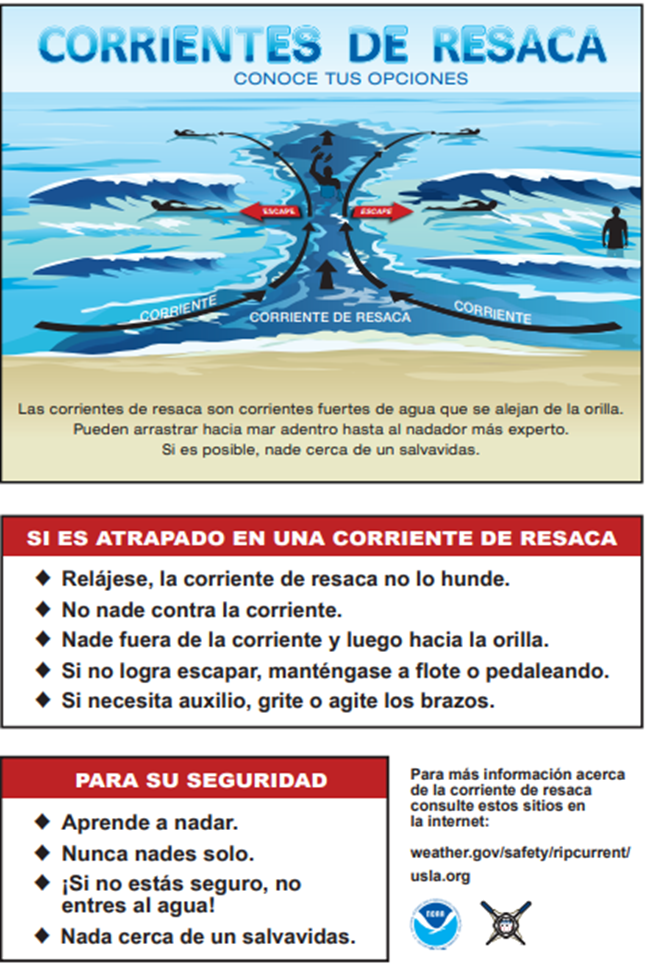 CORRIENTES DE RESACA
CONOCE TUS OPCIONES
ESCAPE
ESCAPE
CORRIENTE
CORRIENTE DE RESACA
CORRIENTE
Las corrientes de resaca son corrientes fuertes de agua que se alejan de la orilla.
Pueden arrastrar hacia mar adentro hasta al nadador más experto.
Si es posible, nade cerca de un salvavidas.
SI ES ATRAPADO EN UNA CORRIENTE DE RESACA
◆ Relájese, la corriente de resaca no lo hunde.
◆ No nade contra la corriente.
◆ Nade fuera de la corriente y luego hacia la orilla.
◆ Si no logra escapar, manténgase a flote o pedaleando.
◆ Si necesita auxilio, grite o agite los brazos.
PARA SU SEGURIDAD
◆ Aprende a nadar.
◆ Nunca nades solo.
◆ ¡Si no estás seguro, no
entres al agua!
◆ Nada cerca de un salvavidas.
Para más información acerca
de la corriente de resaca
consulte estos sitios en
la internet:
weather.gov/safety/ripcurrent/
usla.org
NOAA